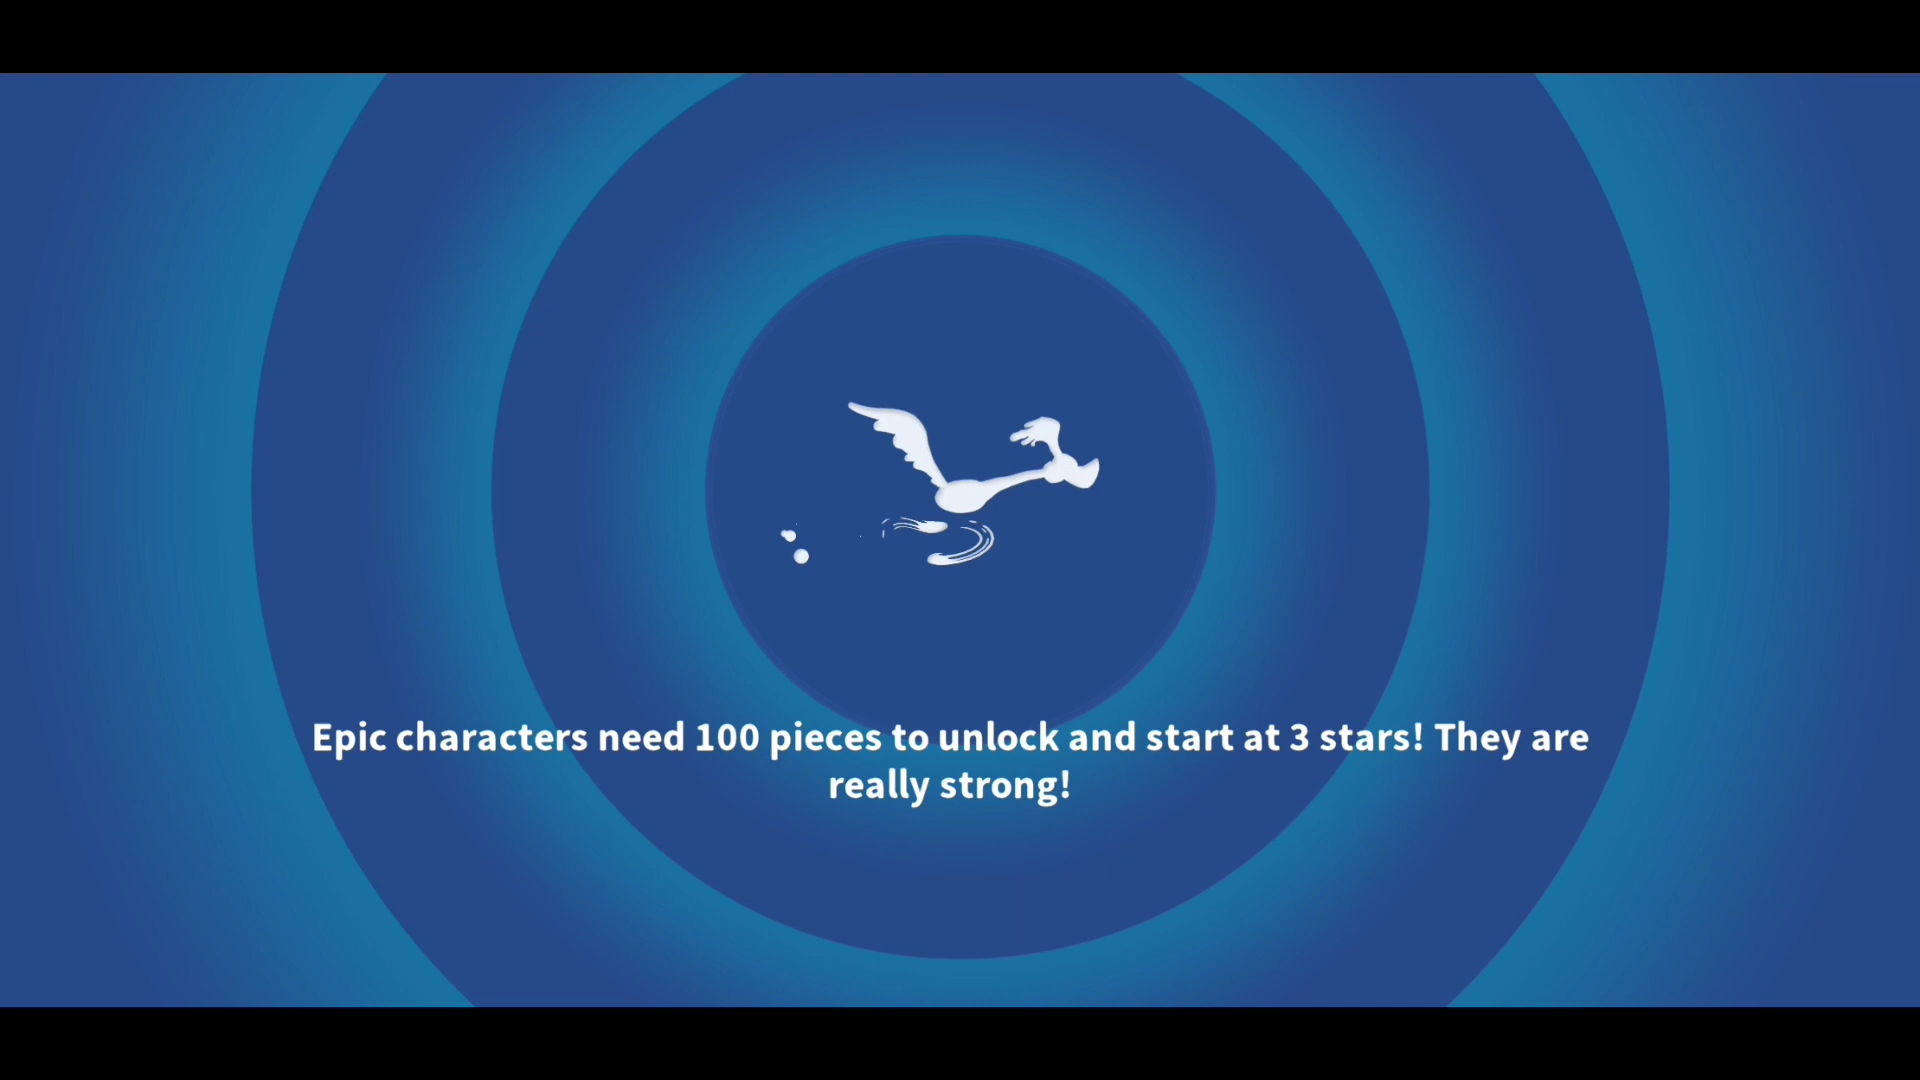 Epic characters need 100 pieces to unlock and start at 3 stars! They are
really strong!